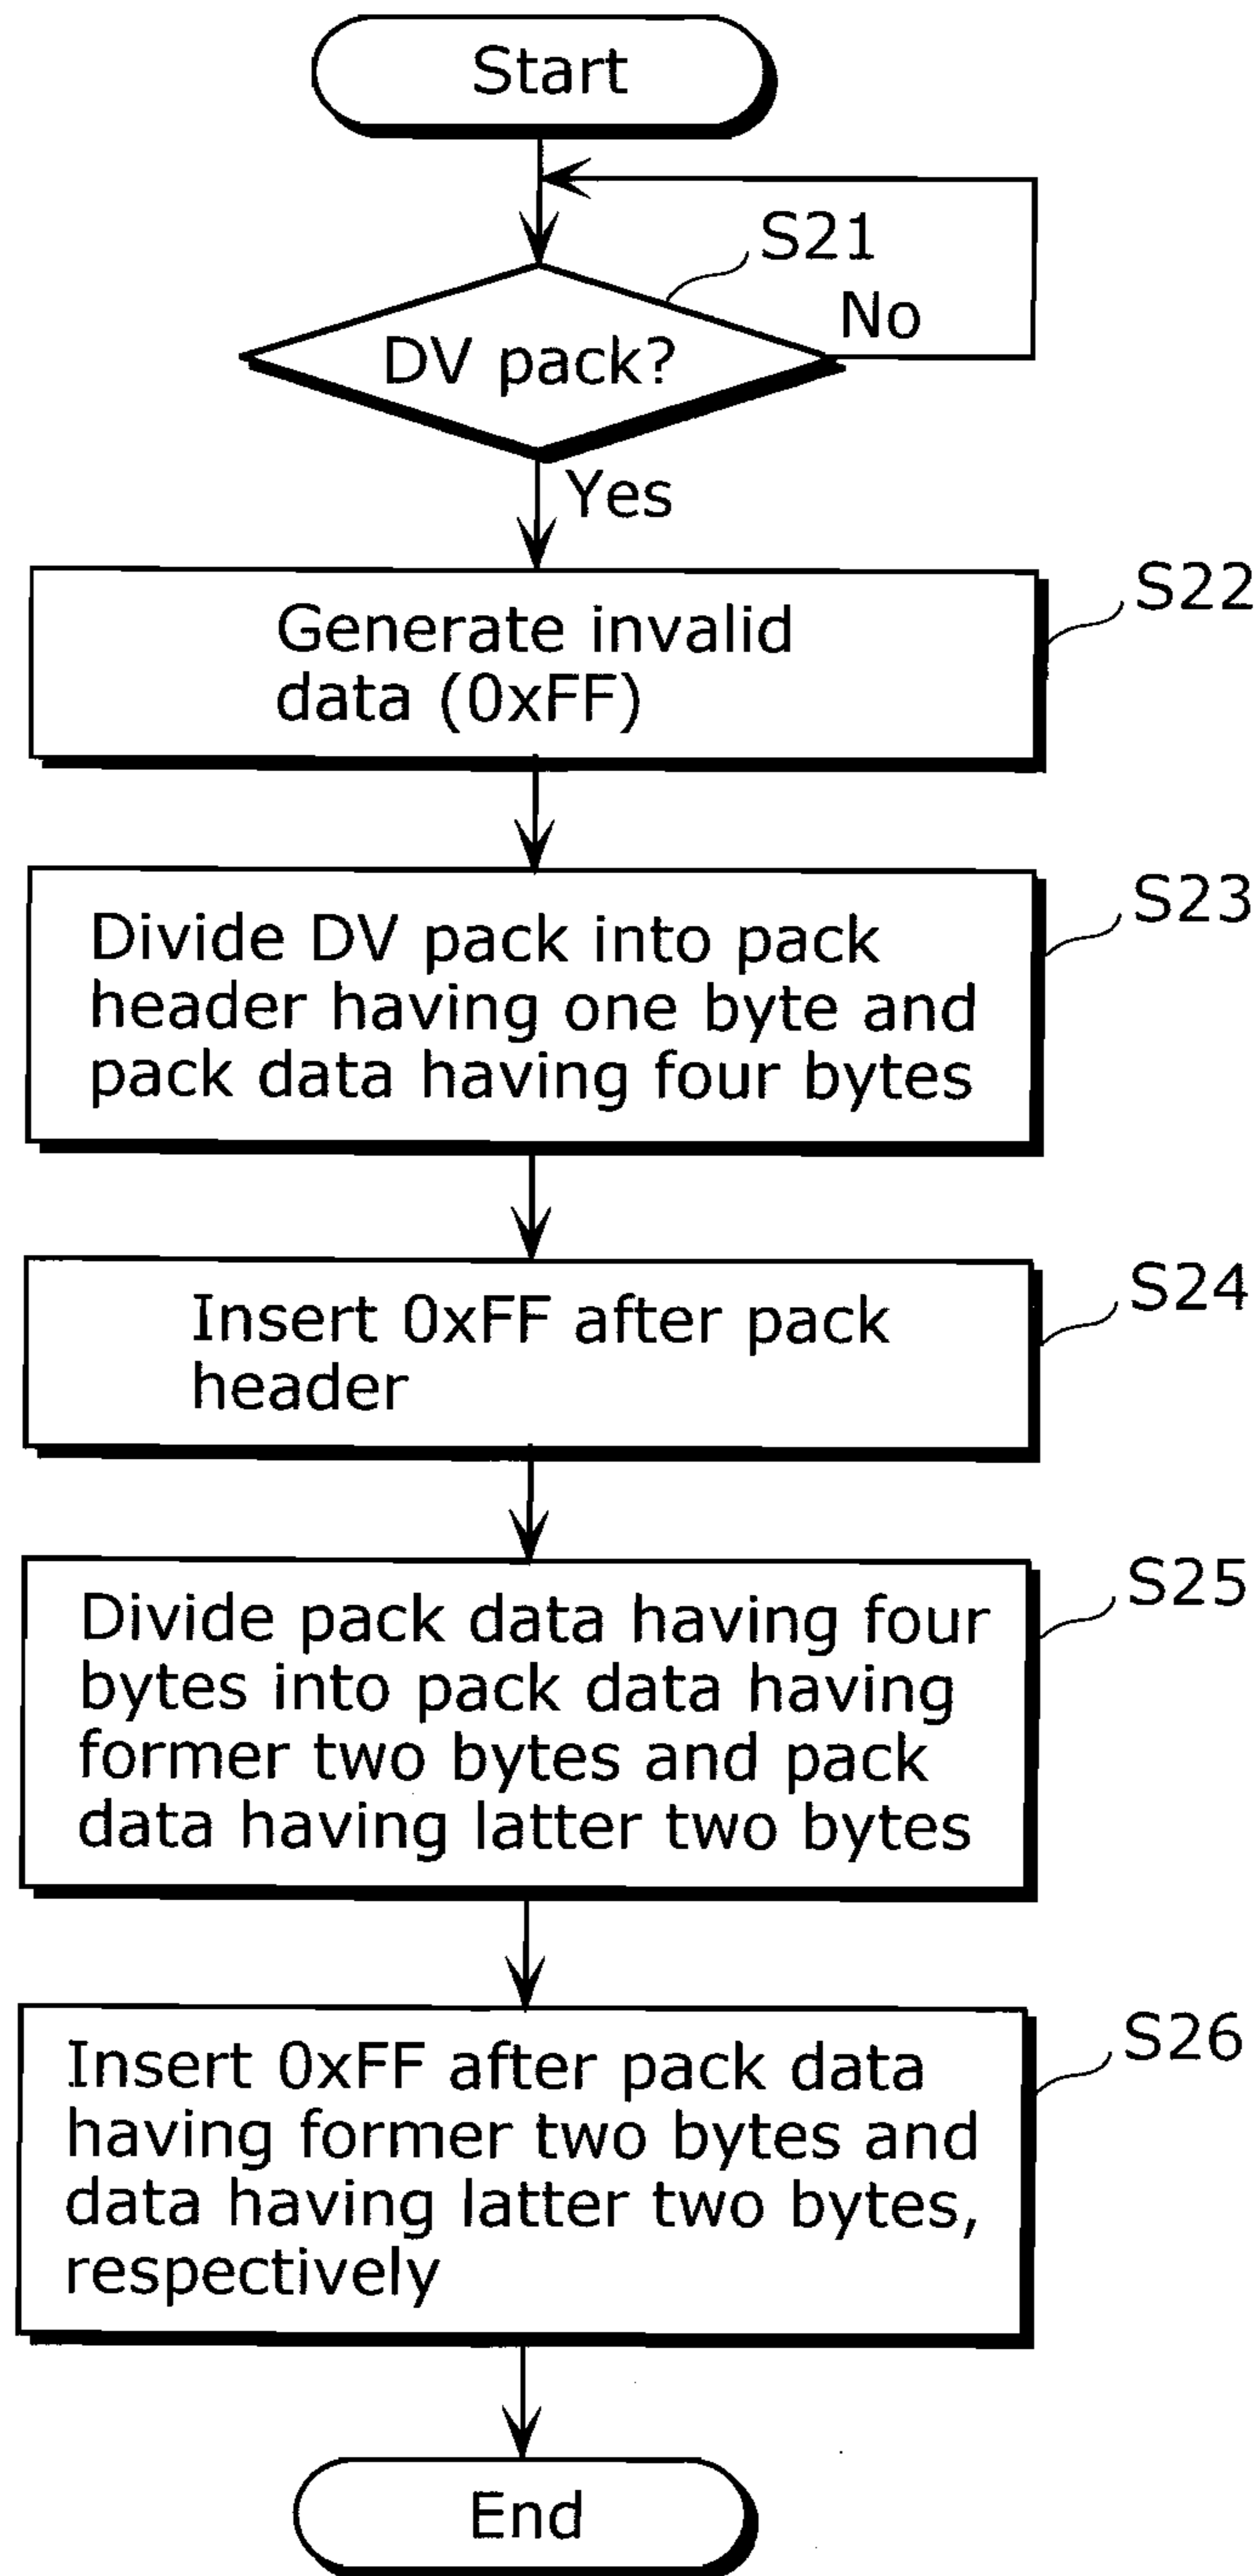 Start
S21
No
DV pack?
Yes
S22
Generate invalid
data (0xFF)
S23
Divide DV pack into pack
header having one byte and
pack data having four bytes
S24
Insert 0xFF after pack
header
S25
Divide pack data having four
bytes into pack data having
former two bytes and pack
data having latter two bytes
S26
Insert 0xFF after pack data
having former two bytes and
data having latter two bytes,
respectively
End